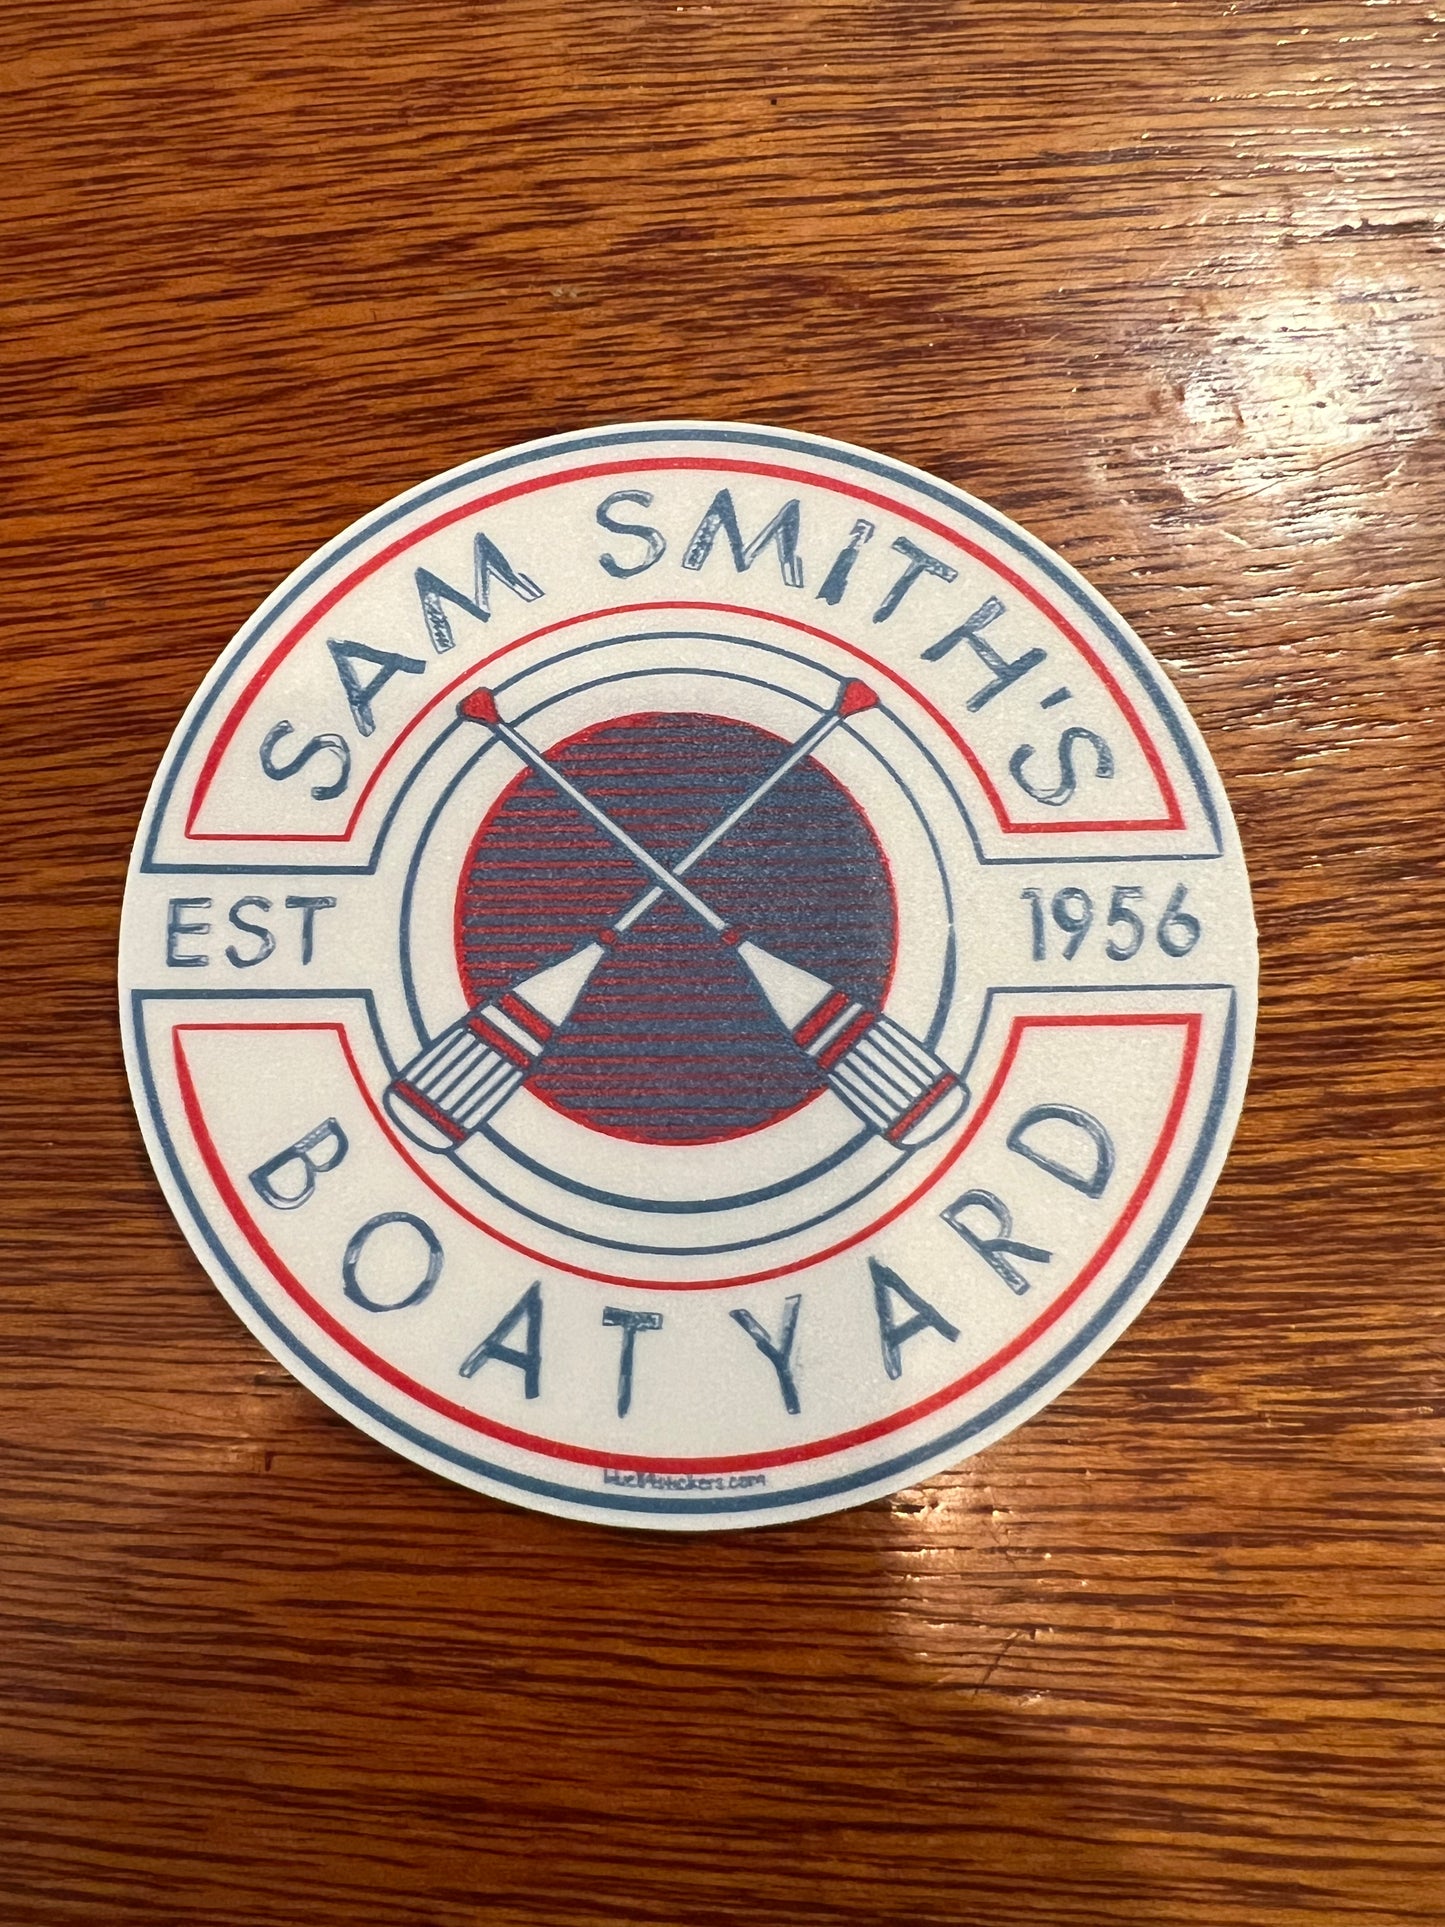 SAM SMITH'S
EST 1956
BOATYARD